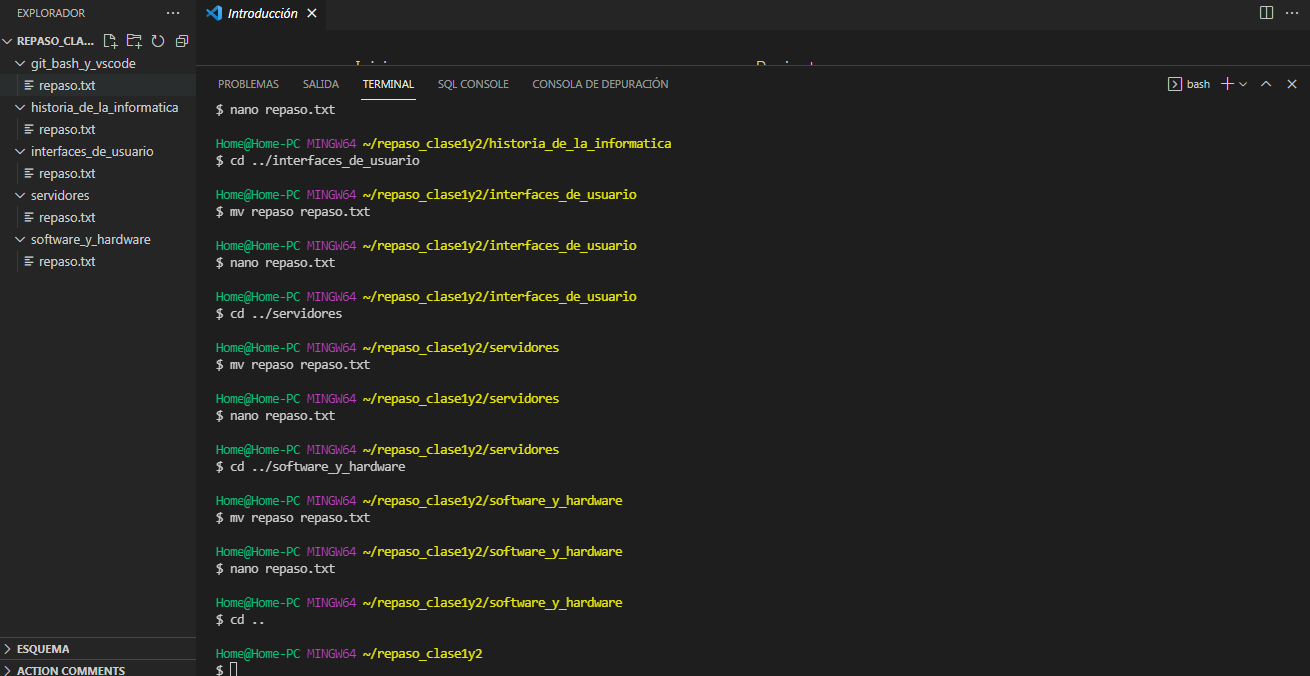 EXPLORADOR
REPASO_CLA...
git_bash_y_vscode
repaso.txt
historia_de_la_informatica
repaso.txt
interfaces_de_usuario
repaso.txt
servidores
repaso.txt
software_y_hardware
repaso.txt
ESQUEMA
ACTION COMMENTS
Introducción
PROBLEMAS SALIDA TERMINAL SQL CONSOLE CONSOLA DE DEPURACIÓN bash
$ nano repaso.txt
Home@Home-PC MINGW64 ~/repaso_clase1y2/historia_de_la_informatica
$ cd ../interfaces_de_usuario
Home@Home-PC MINGW64 ~/repaso_clase1y2/interfaces_de_usuario
$ mv repaso repaso.txt
Home@Home-PC MINGW64 ~/repaso_clase1y2/interfaces_de_usuario
$ nano repaso.txt
Home@Home-PC MINGW64 ~/repaso_clase1y2/interfaces_de_usuario
$ cd ../servidores
Home@Home-PC MINGW64 ~/repaso_clase1y2/servidores
$ mv repaso repaso.txt
Home@Home-PC MINGW64 ~/repaso_clase1y2/servidores
$ nano repaso.txt
Home@Home-PC MINGW64 ~/repaso_clase1y2/servidores
$ cd ../software_y_hardware
Home@Home-PC MINGW64 ~/repaso_clase1y2/software_y_hardware
$ mv repaso repaso.txt
Home@Home-PC MINGW64 ~/repaso_clase1y2/software_y_hardware
$ nano repaso.txt
Home@Home-PC MINGW64 ~/repaso_clase1y2/software_y_hardware
$ cd ..
Home@Home-PC MINGW64 ~/repaso_clase1y2
$